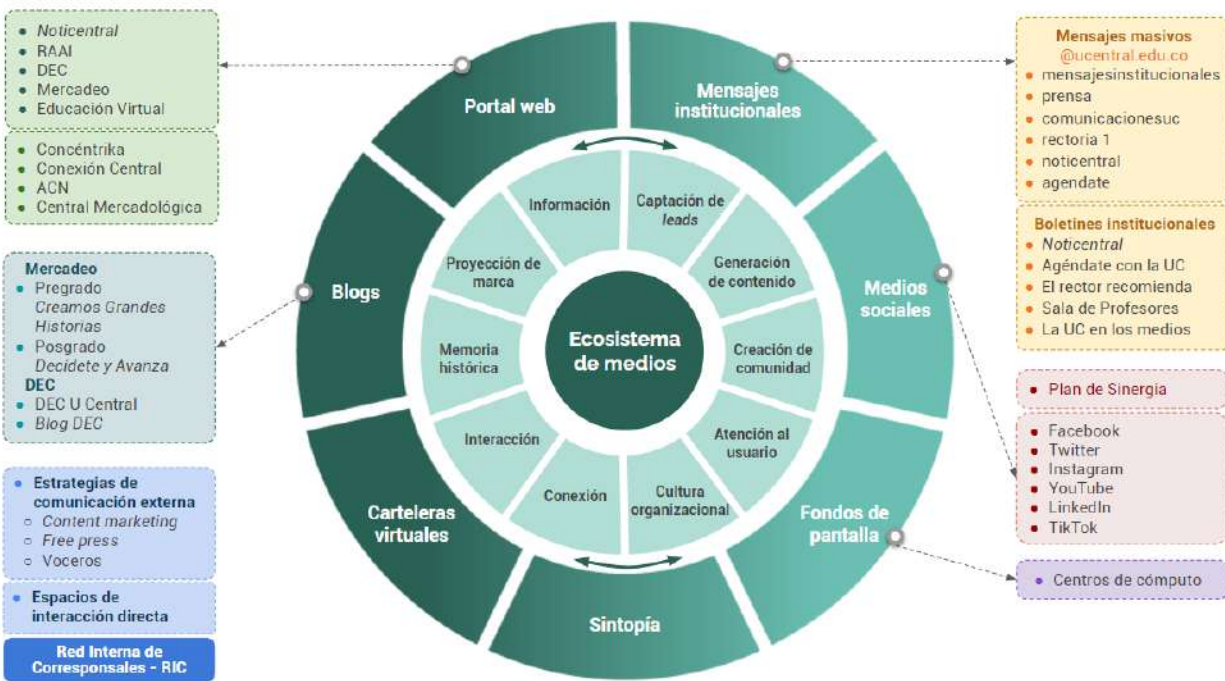 Noticentral
RAAI
DEC
Mercadeo
Educación Virtual
Concéntrika
Conexión Central
ACN
Central Mercadológica
Mercadeo
Pregrado
Creamos Grandes
Historias
Posgrado
Decídete y Avanza
DEC
DEC U Central
Blog DEC
Estrategias de
comunicación externa
Content marketing
Free press
Voceros
Espacios de
interacción directa
Red Interna de
Corresponsales - RIC
Portal web
Mensajes
institucionales
Medios
sociales
Fondos de
pantalla
Sintopía
Carteleras
virtuales
Blogs
Información
Captación de
leads
Generación
de contenido
Creación de
comunidad
Atención al
usuario
Cultura
organizacional
Conexión
Interacción
Memoria
histórica
Proyección de
marca
Ecosistema
de medios
Mensajes masivos
@ucentral.edu.co
mensajesinstitucionales
prensa
comunicacionesuc
rectoria 1
noticentral
agendate
Boletines institucionales
Noticentral
Agéndate con la UC
El rector recomienda
Sala de Profesores
La UC en los medios
Plan de Sinergia
Facebook
Twitter
Instagram
YouTube
LinkedIn
TikTok
Centros de cómputo